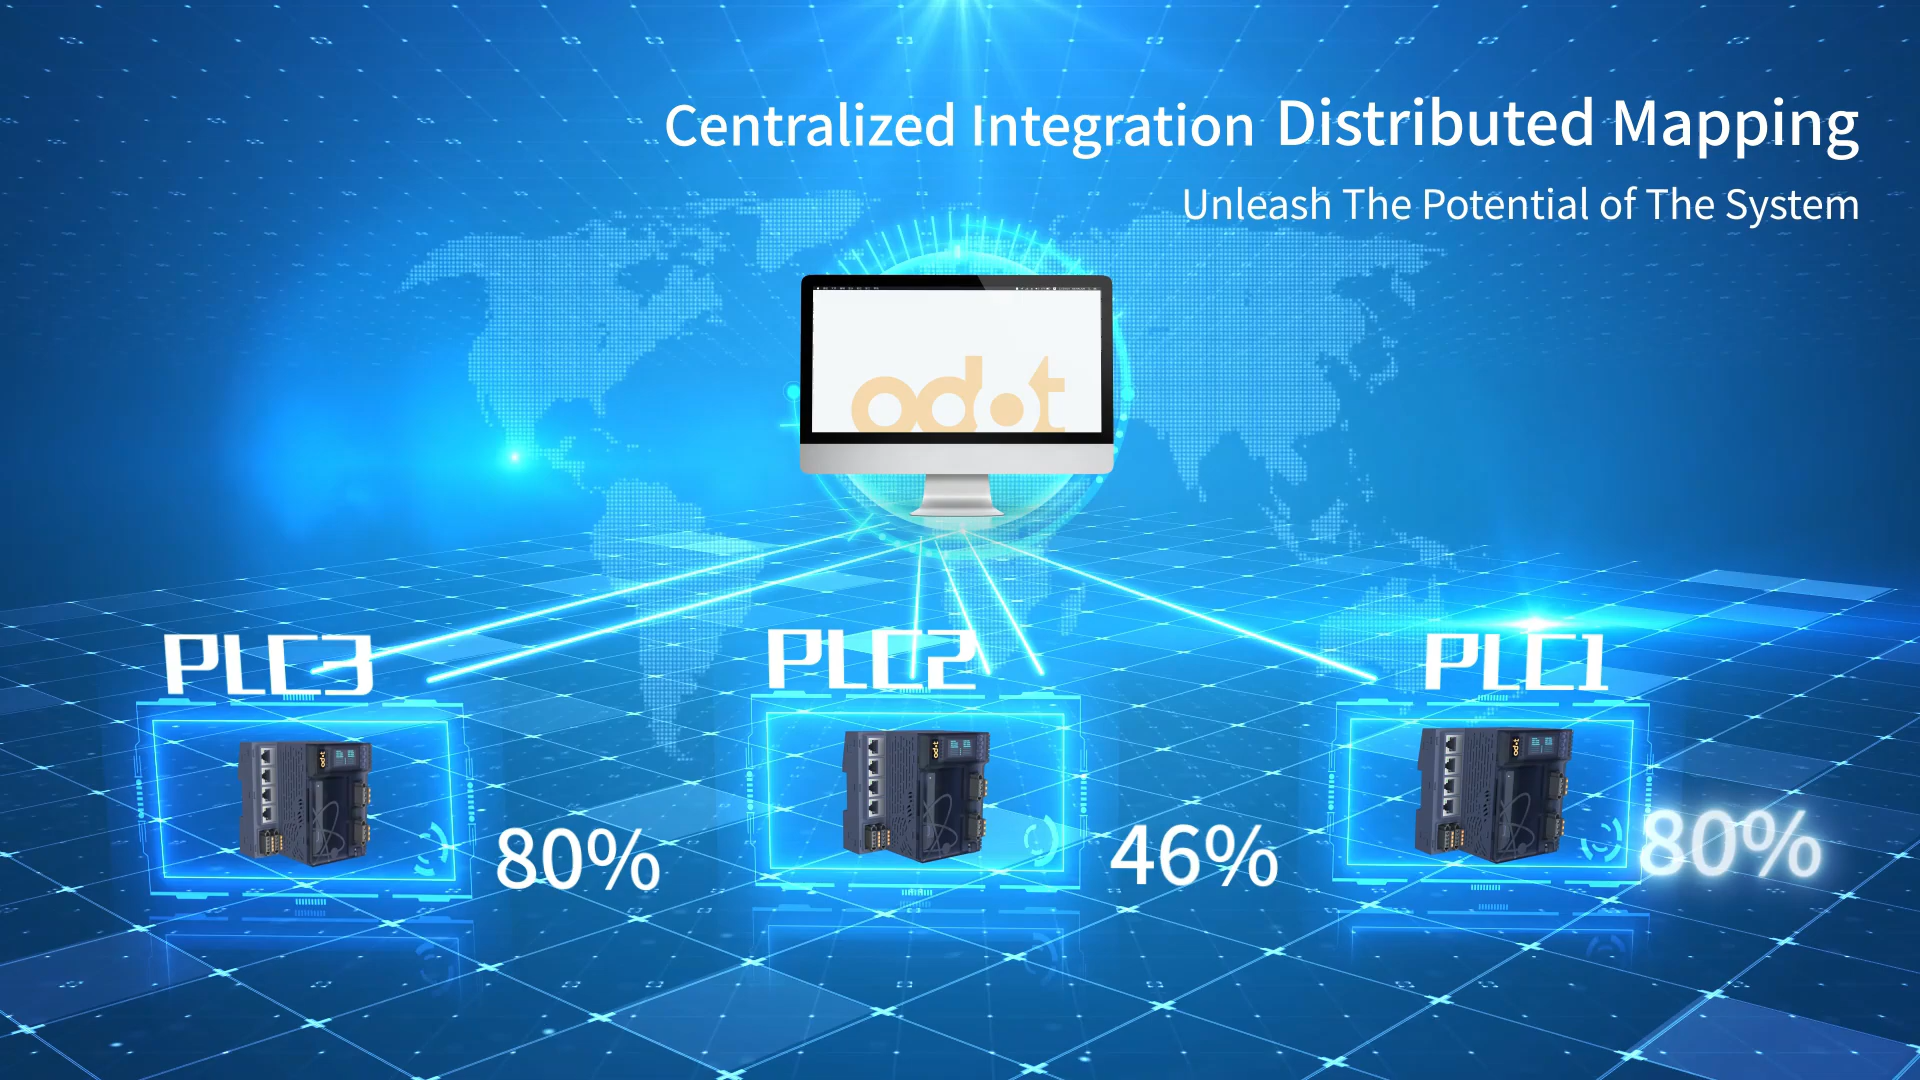 Centralized Integration Distributed Mapping
Unleash The Potential of The System
odot
PLC3
PLC2
PLC1
80%
46%
80%